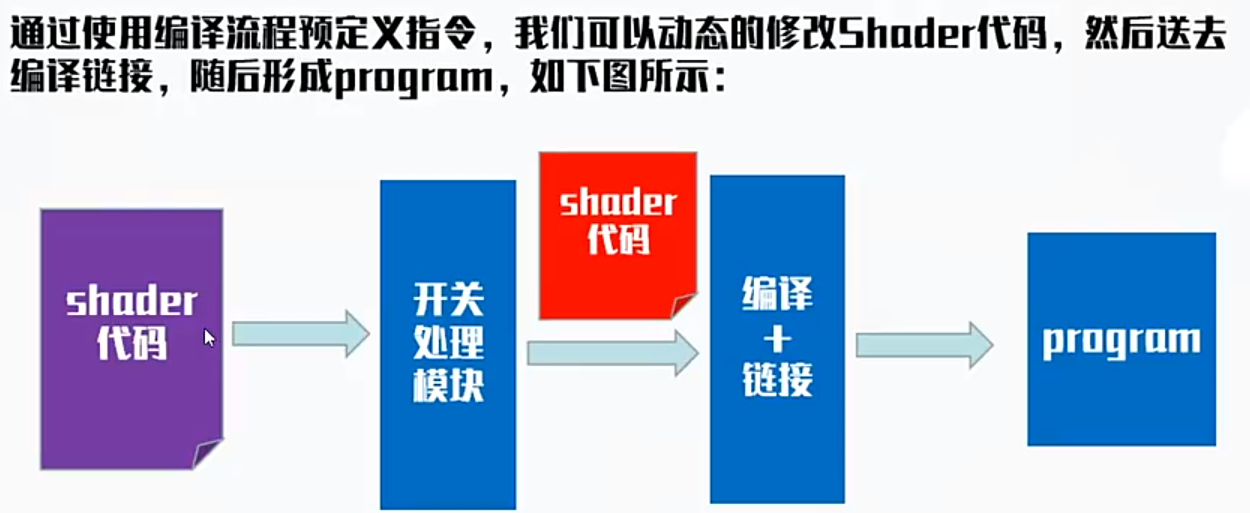 通过使用编译流程预定义指令，我们可以动态的修改Shader代码，然后送去
编译链接，随后形成program，如下图所示：
shader
代码
开关
处理
模块
shader
代码
编译
+
链接
program